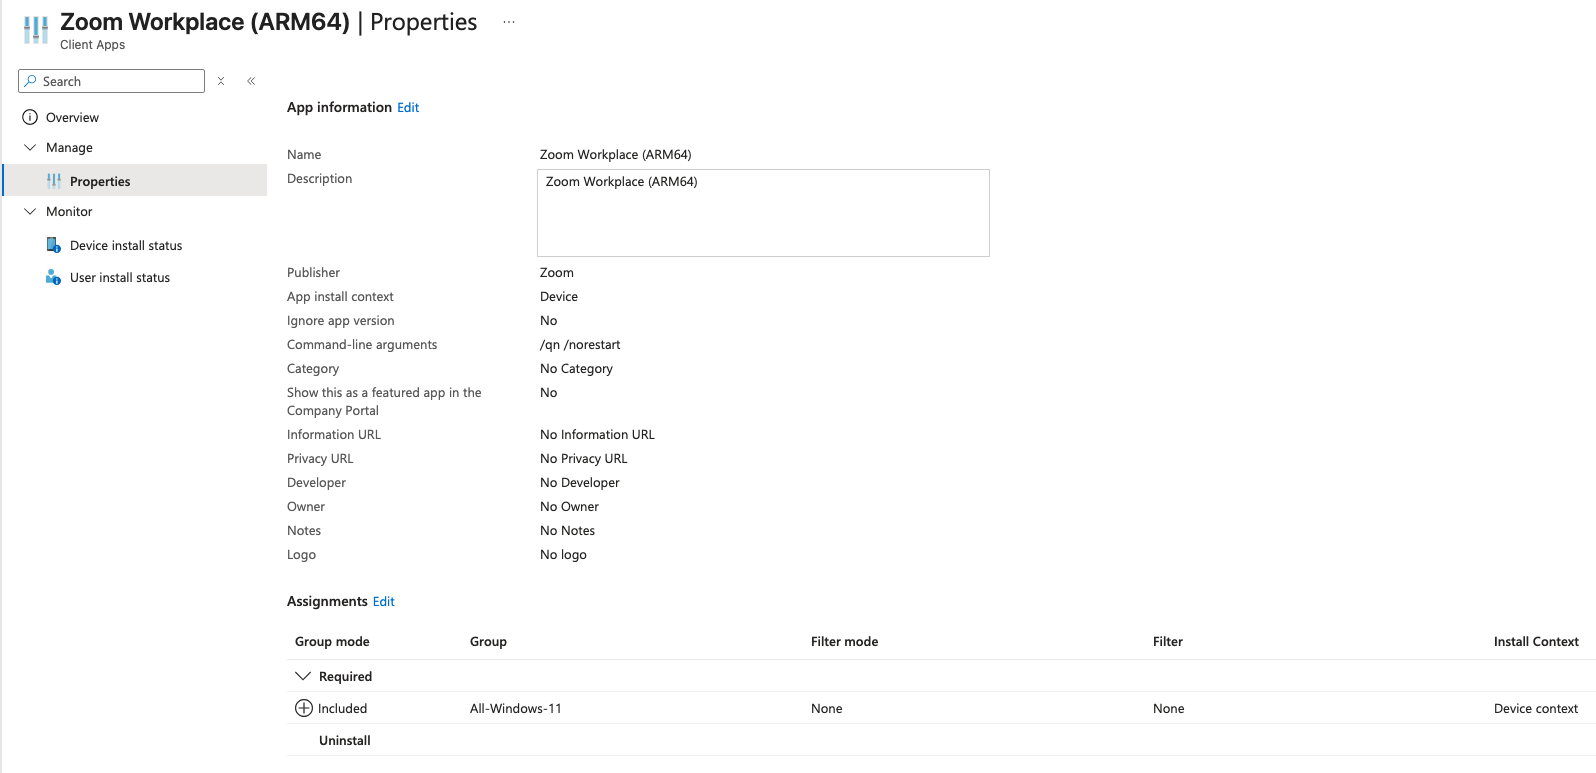 Zoom Workplace (ARM64) | Properties ...
Client Apps
Search
Overview
Manage
Properties
Monitor
Device install status
User install status
App information Edit
Name Zoom Workplace (ARM64)
Description Zoom Workplace (ARM64)
Publisher Zoom
App install context Device
Ignore app version No
Command-line arguments /qn /norestart
Category No Category
Show this as a featured app in the No
Company Portal
Information URL No Information URL
Privacy URL No Privacy URL
Developer No Developer
Owner No Owner
Notes No Notes
Logo No logo
Assignments Edit
Group mode Group Filter mode Filter Install Context
Required
Included All-Windows-11 None None Device context
Uninstall